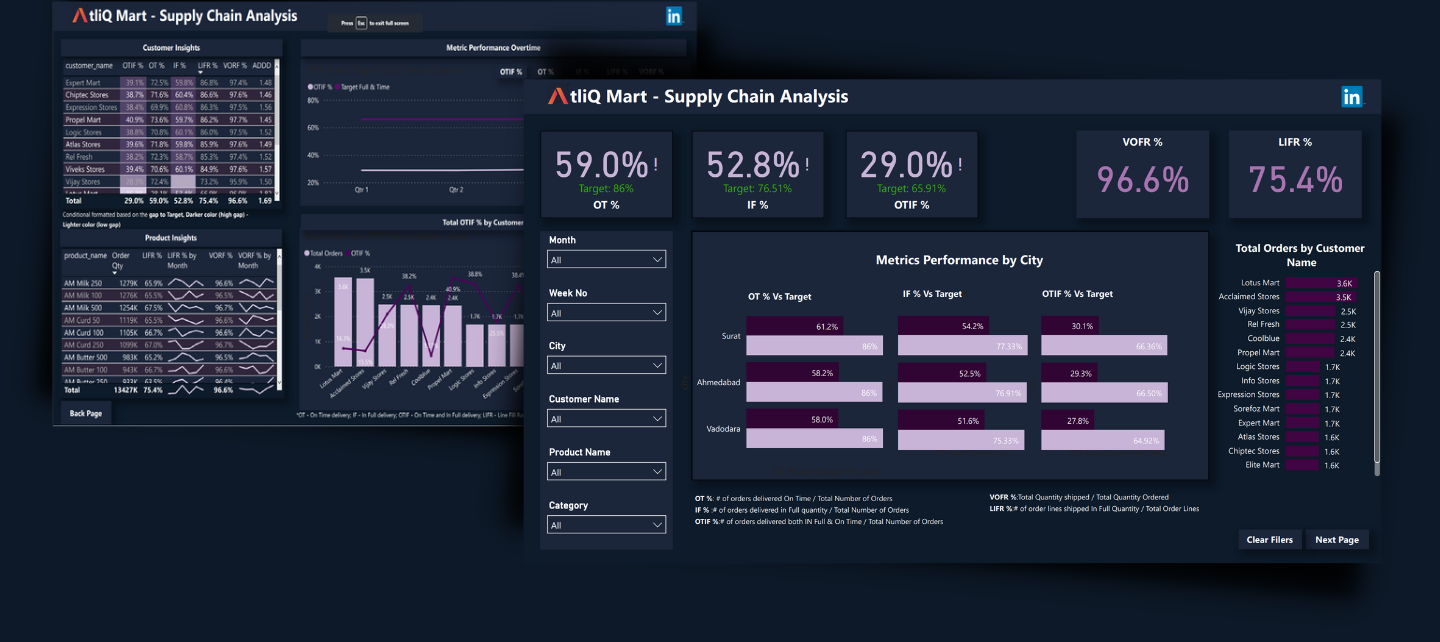 AtliQ Mart - Supply Chain Analysis
Press Esc to exit full screen
in
Customer Insights
customer_name OTIF % OT % IF % LIFR % VORF % ADDD
Expert Mart 39.1% 72.5% 59.8% 86.8% 97.4% 1.48
Chiptec Stores 38.7% 71.6% 60.4% 86.6% 97.6% 1.46
Expression Stores 38.4% 69.9% 60.8% 86.3% 97.5% 1.56
Propel Mart 40.9% 73.6% 59.7% 86.2% 97.7% 1.45
Logic Stores 38.8% 70.8% 60.1% 86.0% 97.5% 1.52
Atlas Stores 39.6% 71.8% 59.8% 85.9% 97.6% 1.49
Rel Fresh 38.2% 72.3% 58.7% 85.3% 97.4% 1.52
Viveks Stores 39.4% 70.6% 60.1% 84.9% 97.6% 1.57
Vijay Stores 72.4% 73.2% 95.9% 1.50
Total 29.0% 59.0% 52.8% 75.4% 96.6% 1.69
Conditional formatted based on the gap to Target, Darker color (high gap) -
Lighter color (low gap)
Metric Performance Overtime
OTIF % OT % IF % LIFR % VORF %
OTIF % Target Full & Time
80%
60%
40%
20%
Qtr 1 Qtr 2
Product Insights
product_name Order Qty LIFR % LIFR % by Month VORF % VORF % by Month
AM Milk 250 1279K 65.9% 96.6%
AM Milk 100 1276K 65.5% 96.5%
AM Milk 500 1254K 67.5% 96.7%
AM Curd 50 1119K 65.5% 96.6%
AM Curd 100 1105K 66.7% 96.6%
AM Curd 250 1099K 67.0% 96.7%
AM Butter 500 983K 65.2% 96.5%
AM Butter 100 943K 66.7% 96.6%
AM Butter 250 933K 63.5% 96.4%
Total 13427K 75.4% 96.6%
Back Page
Total OTIF % by Customer
Total Orders OTIF %
4K
3K
2K
1K
0K
3.6K 3.5K 2.5K 2.5K 2.4K 2.4K 1.7K 1.7K 1.7K
38.2% 40.9% 38.8% 38.4%
Lotus Mart
Acclaimed Stores
Vijay Stores
Rel Fresh
Coolblue
Propel Mart
Logic Stores
Info Stores
Expression Stores
*OT - On Time delivery; IF - In Full delivery; OTIF - On Time and In Full delivery; LIFR - Line Fill
AtliQ Mart - Supply Chain Analysis
in
59.0% !
Target: 86%
OT %
52.8% !
Target: 76.51%
IF %
29.0% !
Target: 65.91%
OTIF %
VOFR %
96.6%
LIFR %
75.4%
Month
All
Week No
All
City
All
Customer Name
All
Product Name
All
Category
All
Metrics Performance by City
OT % Vs Target IF % Vs Target OTIF % Vs Target
Surat
61.2% 54.2% 30.1%
86% 77.33% 66.36%
Ahmedabad
58.2% 52.5% 29.3%
86% 76.91% 66.50%
Vadodara
58.0% 51.6% 27.8%
86% 75.33% 64.92%
Total Orders by Customer
Name
Lotus Mart 3.6K
Acclaimed Stores 3.5K
Vijay Stores 2.5K
Rel Fresh 2.5K
Coolblue 2.4K
Propel Mart 2.4K
Logic Stores 1.7K
Info Stores 1.7K
Expression Stores 1.7K
Sorefoz Mart 1.7K
Expert Mart 1.7K
Atlas Stores 1.6K
Chiptec Stores 1.6K
Elite Mart 1.6K
OT %: # of orders delivered On Time / Total Number of Orders
IF % :# of orders delivered in Full quantity / Total Number of Orders
OTIF %:# of orders delivered both IN Full & On Time / Total Number of Orders
VOFR %:Total Quantity shipped / Total Quantity Ordered
LIFR %:# of order lines shipped In Full Quantity / Total Order Lines
Clear Filers
Next Page